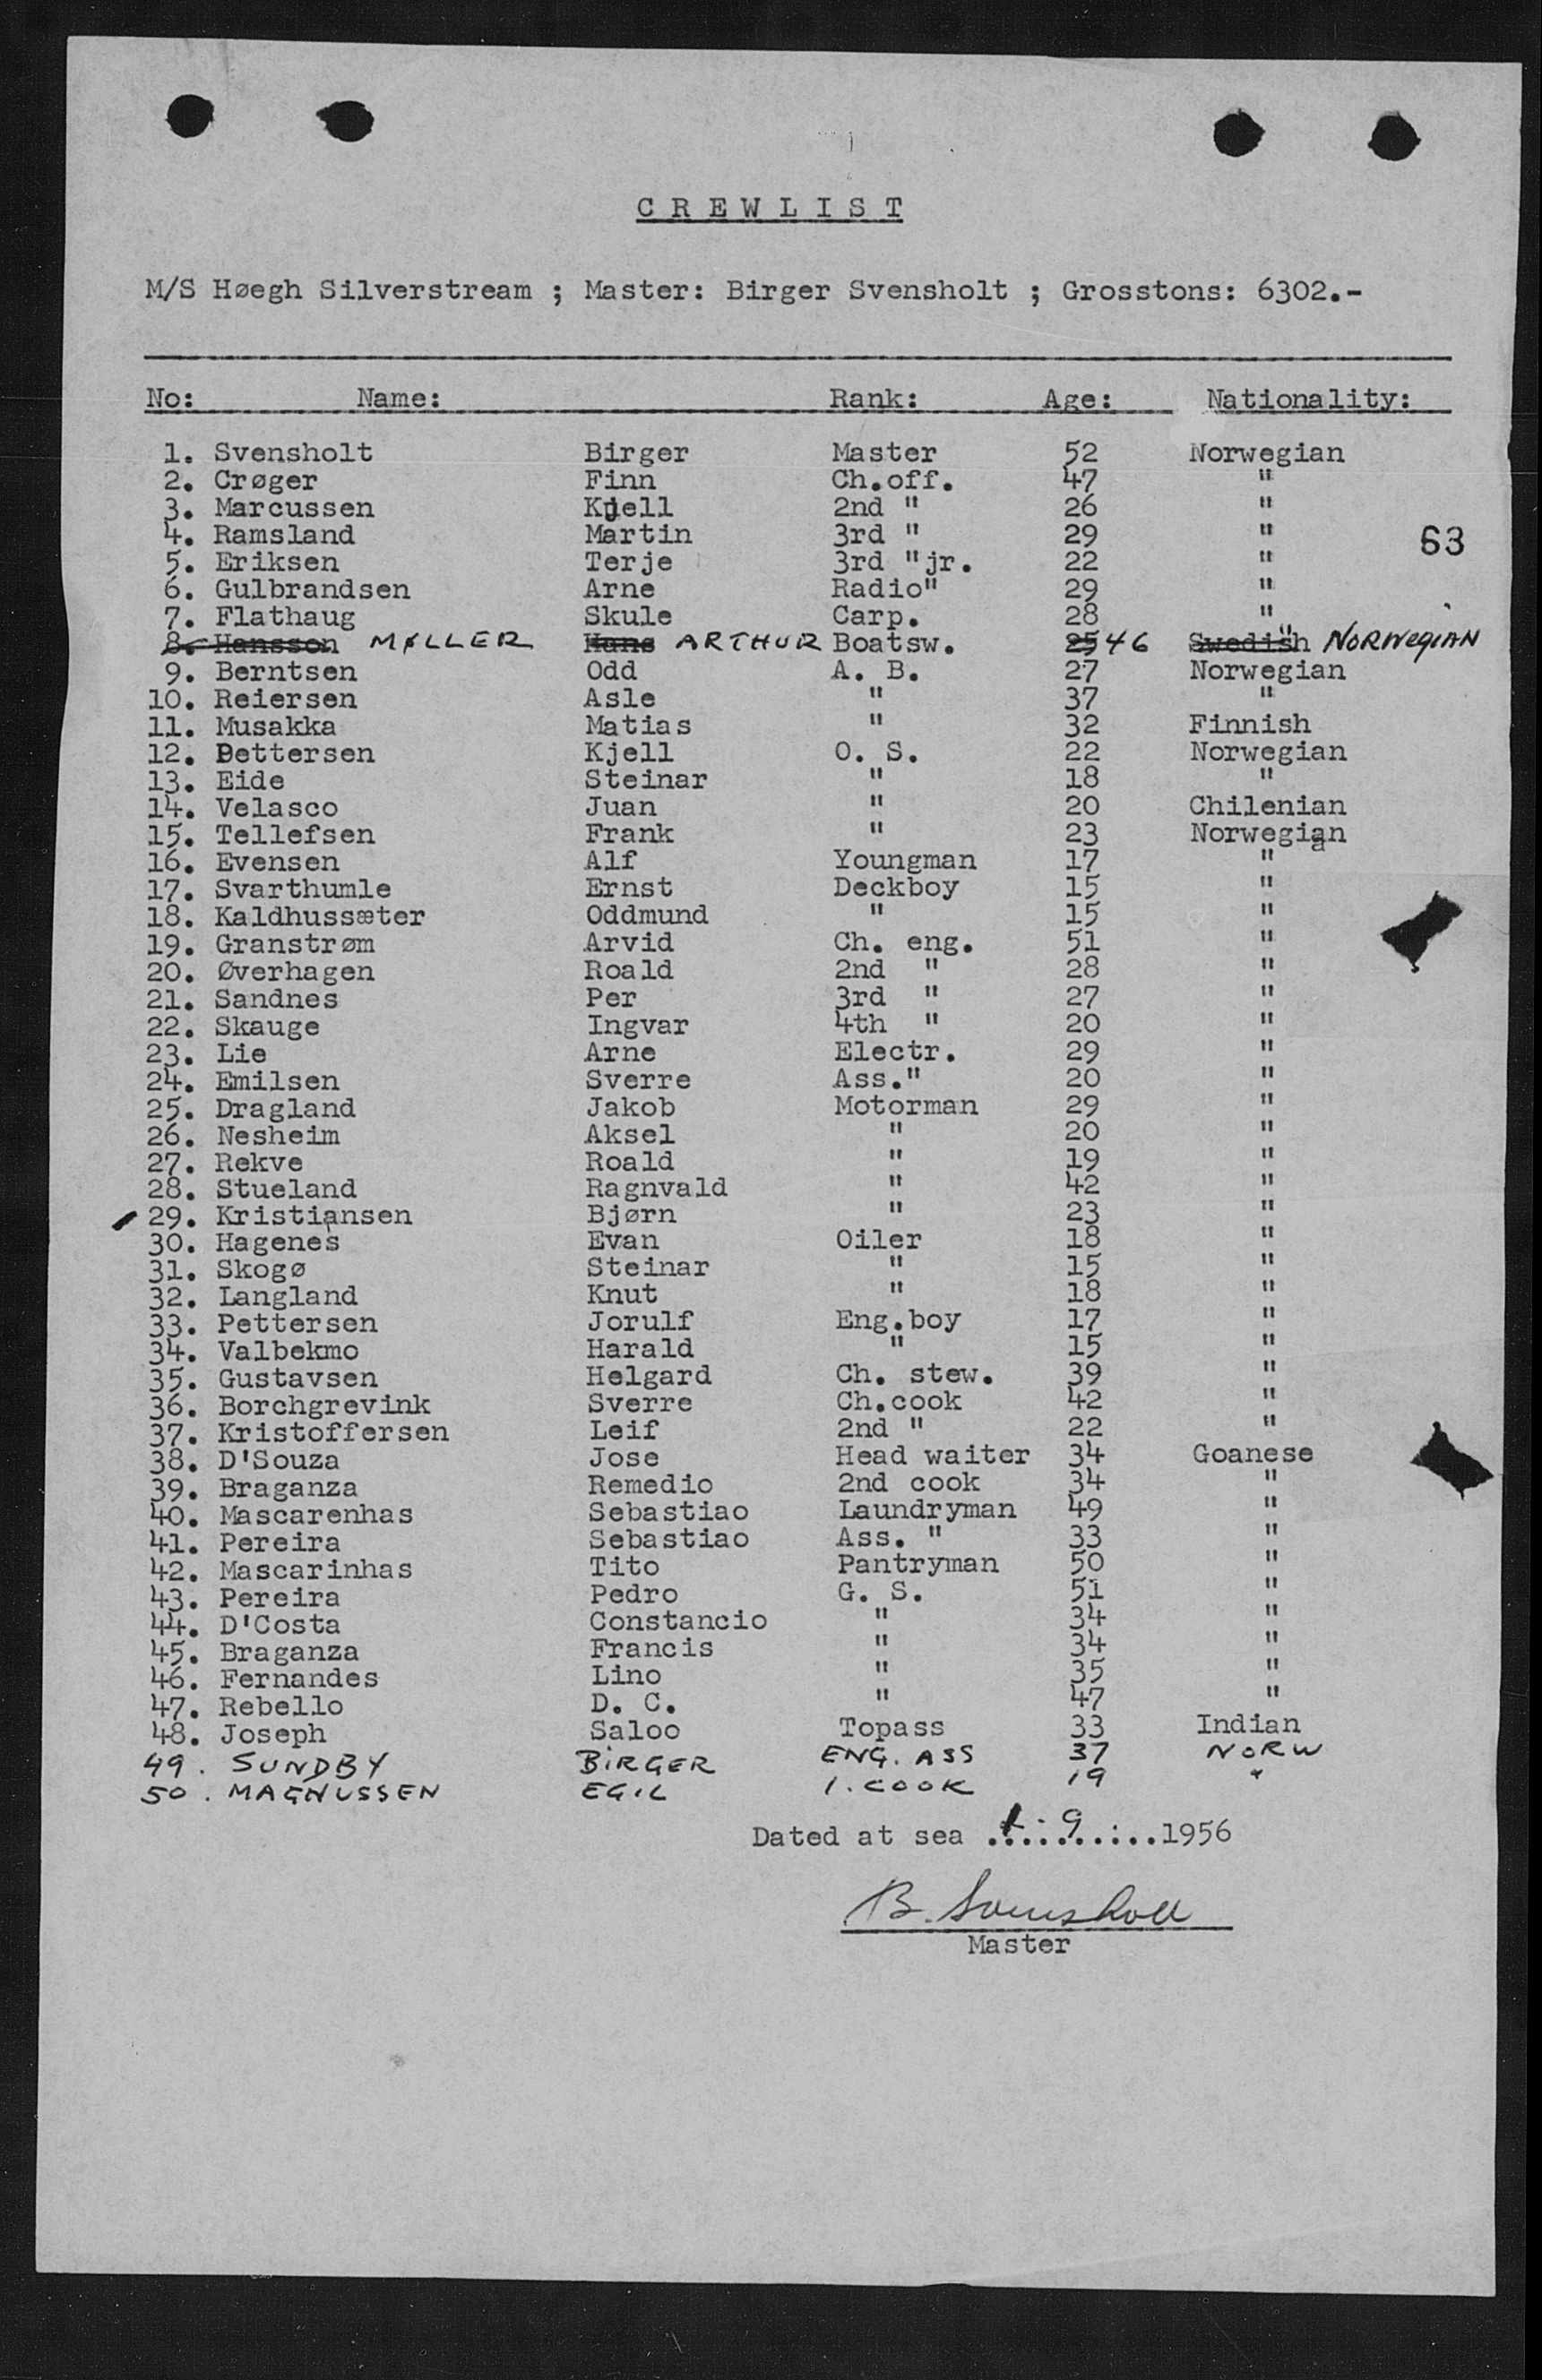 C R E W L I S T
M/S Høegh Silverstream ; Master: Birger Svensholt ; Grosstons: 6302.-
No: Name: Rank: Age: Nationality:
1. Svensholt Birger Master 52 Norwegian
2. Crøger Finn Ch.off. 47 "
3. Marcussen Kjell 2nd " 26 "
4. Ramsland Martin 3rd " 29 " 63
5. Eriksen Terje 3rd "jr. 22 "
6. Gulbrandsen Arne Radio" 29 "
7. Flathaug Skule Carp. 28 "
8. Hansson MØLLER Hans ARTHUR Boatsw. 25 46 Swedish NORWEGIAN
9. Berntsen Odd A. B. 27 Norwegian
10. Reiersen Asle " 37 "
11. Musakka Matias " 32 Finnish
12. Pettersen Kjell O. S. 22 Norwegian
13. Eide Steinar " 18 "
14. Velasco Juan " 20 Chilenian
15. Tellefsen Frank " 23 Norwegian
16. Evensen Alf Youngman 17 "
17. Svarthumle Ernst Deckboy 15 "
18. Kaldhussæter Oddmund " 15 "
19. Granstrøm Arvid Ch. eng. 51 "
20. Øverhagen Roald 2nd " 28 "
21. Sandnes Per 3rd " 27 "
22. Skauge Ingvar 4th " 20 "
23. Lie Arne Electr. 29 "
24. Emilsen Sverre Ass." 20 "
25. Dragland Jakob Motorman 29 "
26. Nesheim Aksel " 20 "
27. Rekve Roald " 19 "
28. Stueland Ragnvald " 42 "
29. Kristiansen Bjørn " 23 "
30. Hagenes Evan Oiler 18 "
31. Skogø Steinar " 15 "
32. Langland Knut " 18 "
33. Pettersen Jorulf Eng.boy 17 "
34. Valbekmo Harald " 15 "
35. Gustavsen Helgard Ch. stew. 39 "
36. Borchgrevink Sverre Ch.cook 42 "
37. Kristoffersen Leif 2nd " 22 "
38. D'Souza Jose Head waiter 34 Goanese
39. Braganza Remedio 2nd cook 34 "
40. Mascarenhas Sebastiao Laundryman 49 "
41. Pereira Sebastiao Ass. " 33 "
42. Mascarinhas Tito Pantryman 50 "
43. Pereira Pedro G. S. 51 "
44. D'Costa Constancio " 34 "
45. Braganza Francis " 34 "
46. Fernandes Lino " 35 "
47. Rebello D. C. " 47 "
48. Joseph Saloo Topass 33 Indian
49. SUNDBY BIRGER ENG. ASS 37 NORW
50. MAGNUSSEN EGIL 1. COOK 19 "
Dated at sea 1.-9........1956
B. Svensholt
Master